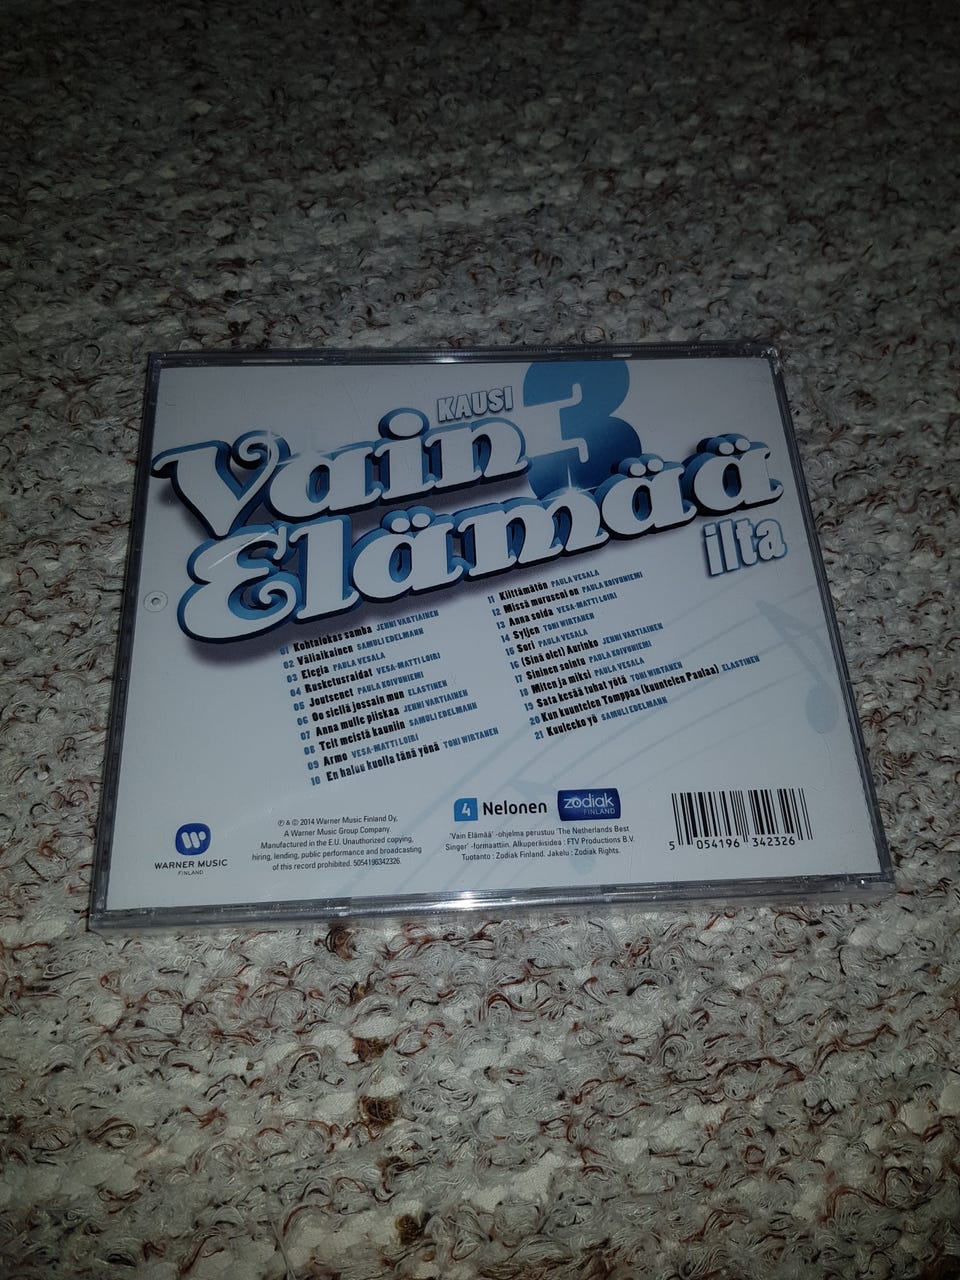 KAUSI 3
Vain
Elämää
ilta
01 Kohtalokas samba JENNI VARTIAINEN
02 Väliaikainen SAMULI EDELMANN
03 Elegia PAULA VESALA
04 Rusketusraidat VESA-MATTI LOIRI
05 Joutsenet PAULA KOIVUNIEMI
06 Oo siellä jossain mun ELASTINEN
07 Anna mulle piiskaa JENNI VARTIAINEN
08 Teit meistä kauniin SAMULI EDELMANN
09 Armo VESA-MATTI LOIRI
10 En haluu kuolla tänä yönä TONI WIRTANEN
11 Kiittämätön PAULA VESALA
12 Missä muruseni on PAULA KOIVUNIEMI
13 Anna soida VESA-MATTI LOIRI
14 Syljen TONI WIRTANEN
15 Sori PAULA VESALA
16 (Sinä olet) Aurinko JENNI VARTIAINEN
17 Sininen sointu PAULA KOIVUNIEMI
18 Miten ja miksi PAULA VESALA
19 Sata kesää tuhat yötä TONI WIRTANEN
20 Kun kuuntelen Tomppaa (kuuntelen Paulaa) ELASTINEN
21 Kuuleeko yö SAMULI EDELMANN
WARNER MUSIC
FINLAND
℗ & © 2014 Warner Music Finland Oy,
A Warner Music Group Company.
Manufactured in the E.U. Unauthorized copying,
hiring, lending, public performance and broadcasting
of this record prohibited. 5054196342326.
4 Nelonen
zodiak
FINLAND
'Vain Elämää' -ohjelma perustuu 'The Netherlands Best
Singer' -formaattiin. Alkuperäisidea : FTV Productions B.V.
Tuotanto : Zodiak Finland. Jakelu : Zodiak Rights.
5 054196 342326